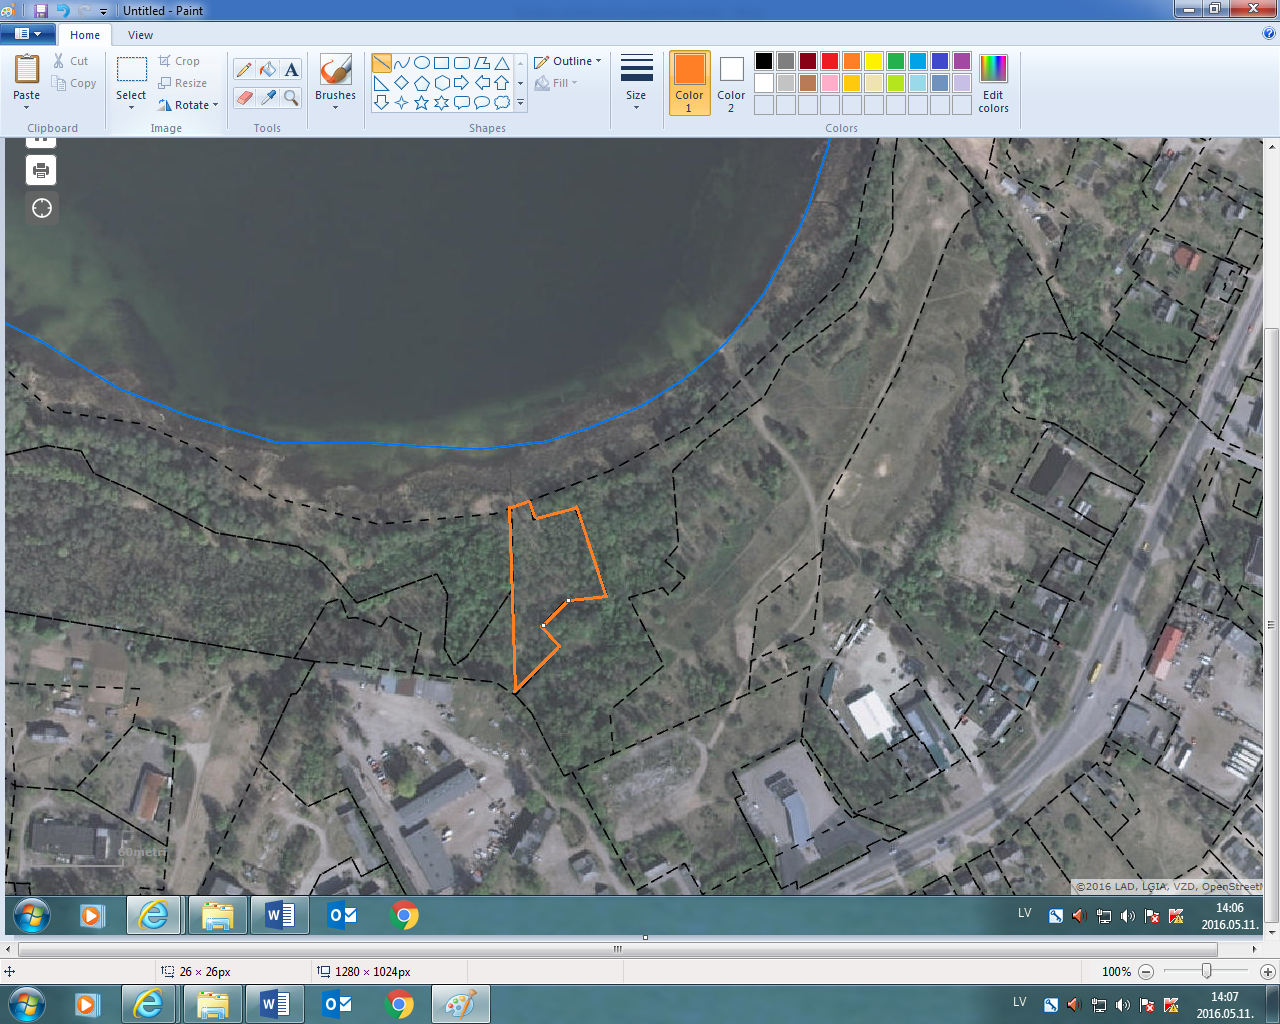 Untitled - Paint
Home
View
Paste
Cut
Copy
Clipboard
Select
Crop
Resize
Rotate
Image
A
Tools
Brushes
Outline
Fill
Shapes
Size
Color
1
Color
2
Edit
colors
Colors
©2016 LAD, LGIA, VZD, OpenStreetM
LV
14:06
2016.05.11.
26 × 26px
1280 × 1024px
100%
LV
14:07
2016.05.11.